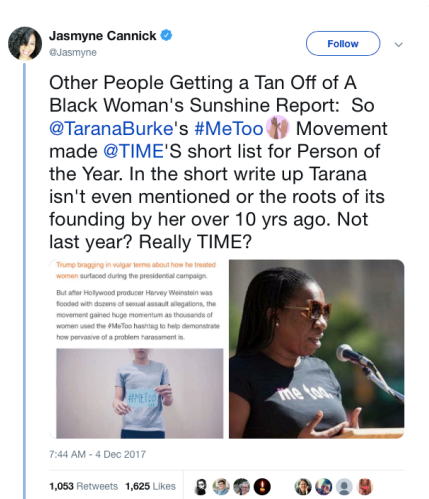 Jasmyne Cannick
@Jasmyne
Follow
Other People Getting a Tan Off of A
Black Woman's Sunshine Report: So
@TaranaBurke's #MeToo Movement
made @TIME'S short list for Person of
the Year. In the short write up Tarana
isn't even mentioned or the roots of its
founding by her over 10 yrs ago. Not
last year? Really TIME?
Trump bragging in vulgar terms about how he treated
women surfaced during the presidential campaign.
But after Hollywood producer Harvey Weinstein was
flooded with dozens of sexual assault allegations, the
movement gained huge momentum as thousands of
women used the #MeToo hashtag to help demonstrate
how pervasive of a problem harassment is.
#MeToo
me too.
7:44 AM - 4 Dec 2017
1,053 Retweets 1,625 Likes